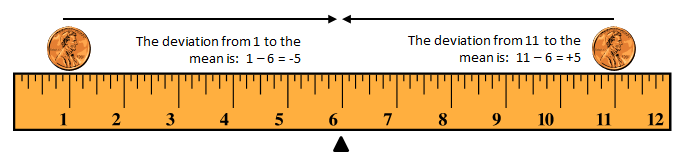 The deviation from 1 to the
mean is: 1 – 6 = -5
The deviation from 11 to the
mean is: 11 – 6 = +5
1 2 3 4 5 6 7 8 9 10 11 12